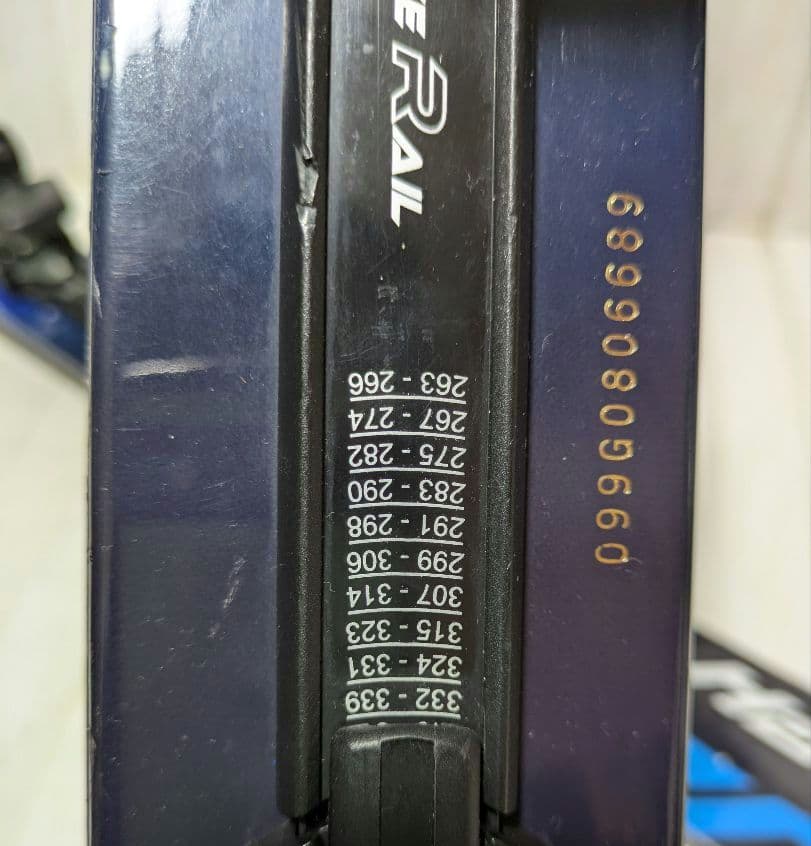 RAIL
332 - 339
324 - 331
315 - 323
307 - 314
299 - 306
291 - 298
283 - 290
275 - 282
267 - 274
263 - 266
099G0806689